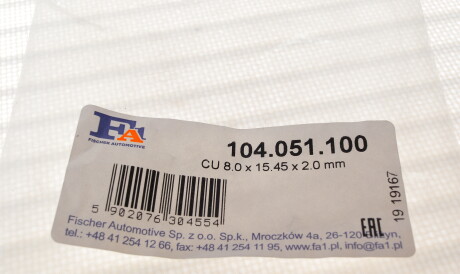 FA1
FISCHER AUTOMOTIVE
104.051.100
CU 8.0 x 15.45 x 2.0 mm
5 902076 304554
EAC
19 19167
Fischer Automotive Sp. z o.o. Sp.k., Mroczków 4a, 26-120
tel.: +48 41 254 12 66, fax: +48 41 254 11 95, www.fa1.pl, info@fa1.pl